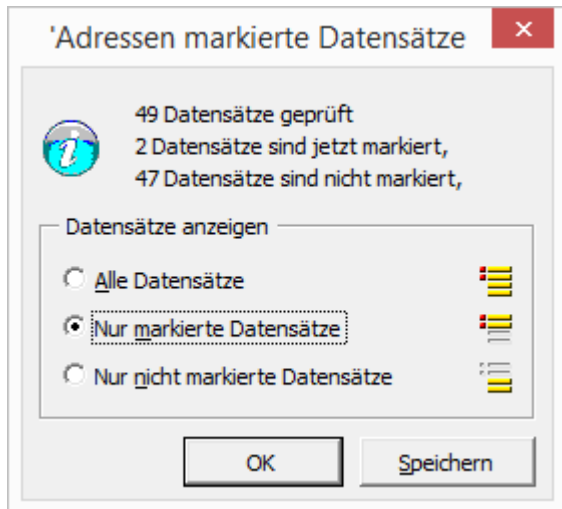 'Adressen markierte Datensätze
49 Datensätze geprüft
2 Datensätze sind jetzt markiert,
47 Datensätze sind nicht markiert,
Datensätze anzeigen
Alle Datensätze
Nur markierte Datensätze
Nur nicht markierte Datensätze
OK
Speichern